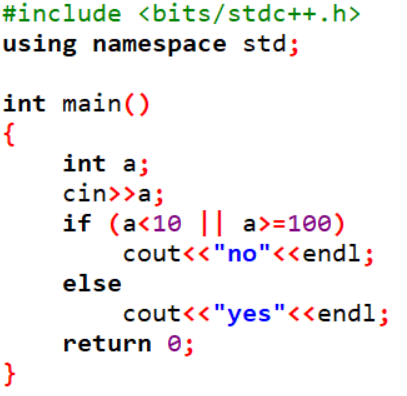 #include <bits/stdc++.h>
using namespace std;

int main()
{
    int a;
    cin>>a;
    if (a<10 || a>=100)
        cout<<"no"<<endl;
    else
        cout<<"yes"<<endl;
    return 0;
}